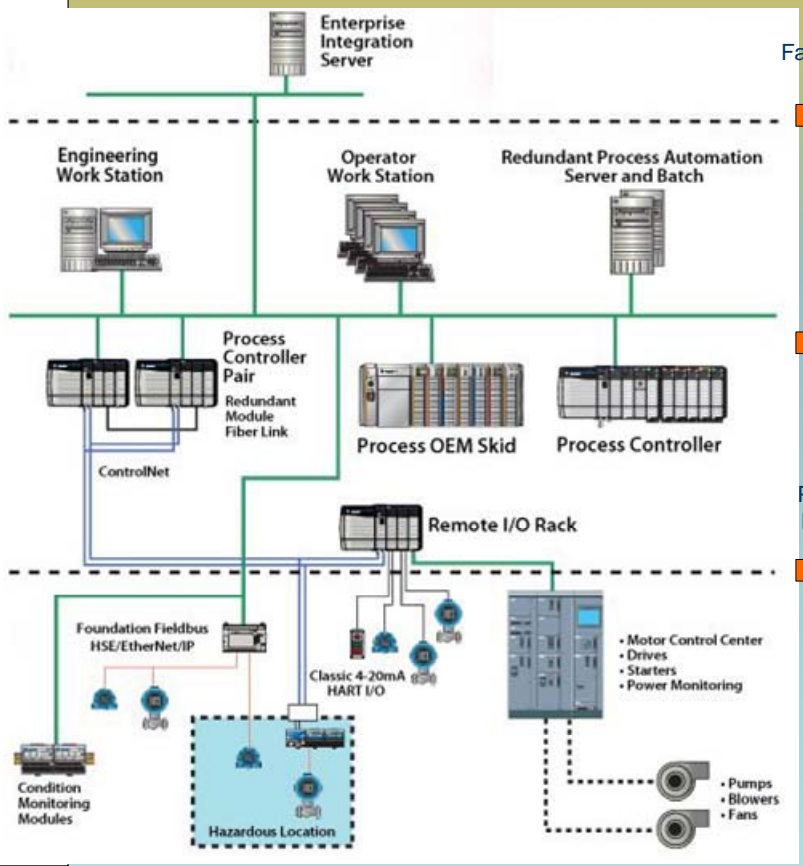 Enterprise
Integration
Server
Fa
Engineering
Work Station
Operator
Work Station
Redundant Process Automation
Server and Batch
Process
Controller
Pair
Redundant
Module
Fiber Link
Process OEM Skid
Process Controller
ControlNet
Remote I/O Rack
Foundation Fieldbus
HSE/EtherNet/IP
Classic 4-20mA
HART I/O
• Motor Control Center
• Drives
• Starters
• Power Monitoring
Condition
Monitoring
Modules
Hazardous Location
• Pumps
• Blowers
• Fans